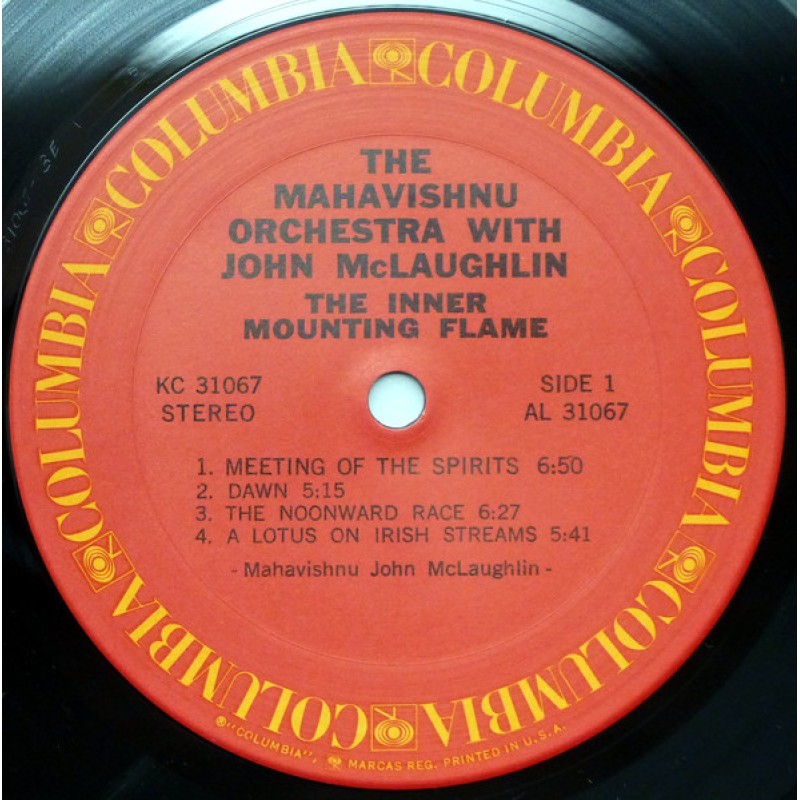 COLUMBIA COLUMBIA COLUMBIA COLUMBIA COLUMBIA COLUMBIA
THE
MAHAVISHNU
ORCHESTRA WITH
JOHN McLAUGHLIN
THE INNER
MOUNTING FLAME
KC 31067 SIDE 1
STEREO AL 31067
1. MEETING OF THE SPIRITS 6:50
2. DAWN 5:15
3. THE NOONWARD RACE 6:27
4. A LOTUS ON IRISH STREAMS 5:41
- Mahavishnu John McLaughlin -
®"COLUMBIA", MARCAS REG. PRINTED IN U.S.A.